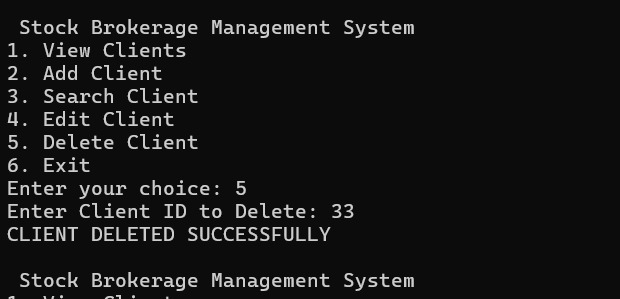 Stock Brokerage Management System
1. View Clients
2. Add Client
3. Search Client
4. Edit Client
5. Delete Client
6. Exit
Enter your choice: 5
Enter Client ID to Delete: 33
CLIENT DELETED SUCCESSFULLY
Stock Brokerage Management System